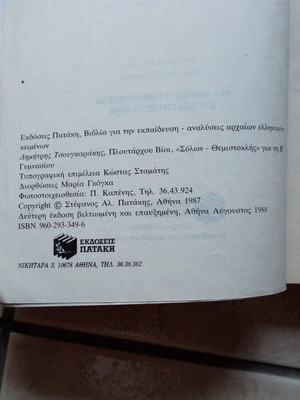 Εκδόσεις Πατάκη, Βιβλία για την εκπαίδευση - αναλύσεις αρχαίων ελληνικών
κειμένων
Δημήτρης Τσουγκαράκης, Πλουτάρχου Βίοι, «Σόλων - Θεμιστοκλής» για τη Β΄
Γυμνασίου
Τυπογραφική επιμέλεια Κώστας Σταμάτης
Διορθώσεις Μαρία Γκόγκα
Φωτοστοιχειοθεσία: Π. Καπένης, Τηλ. 36.43.924
Copyright © Στέφανος Αλ. Πατάκης, Αθήνα 1987
Δεύτερη έκδοση βελτιωμένη και επαυξημένη, Αθήνα Αύγουστος 1988
ISBN 960-293-349-6
ΕΚΔΟΣΕΙΣ
ΠΑΤΑΚΗ
ΝΙΚΗΤΑΡΑ 3, 10678 ΑΘΗΝΑ, ΤΗΛ. 36.38.362